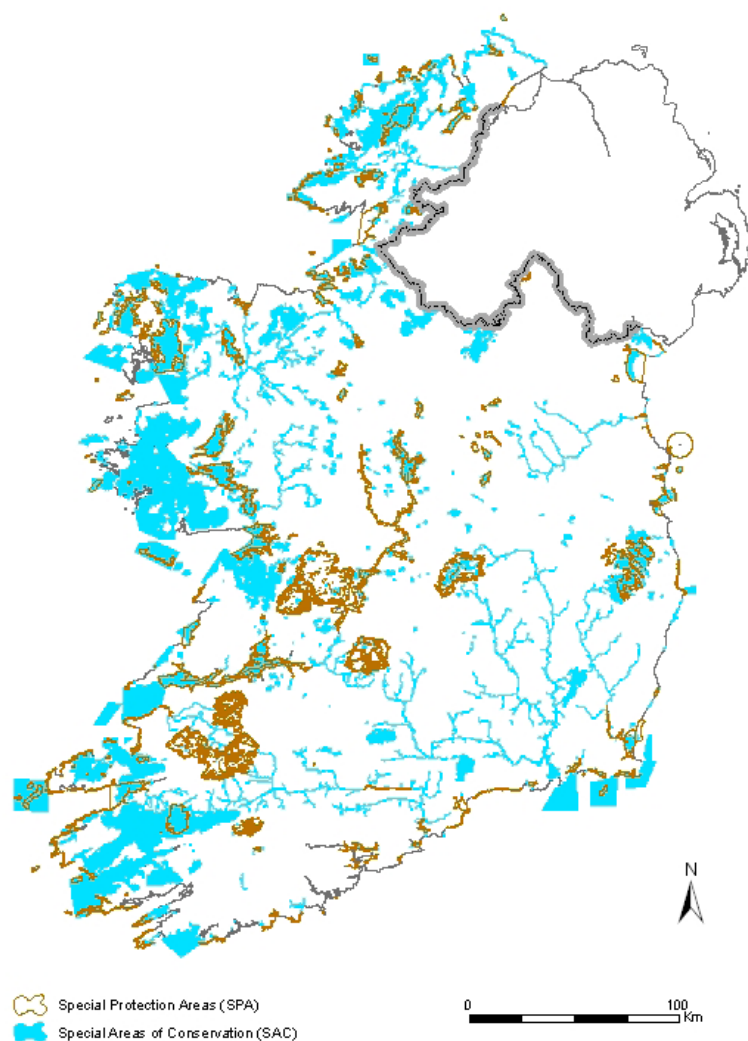 N
Special Protection Areas (SPA)
Special Areas of Conservation (SAC)
0 100
Km